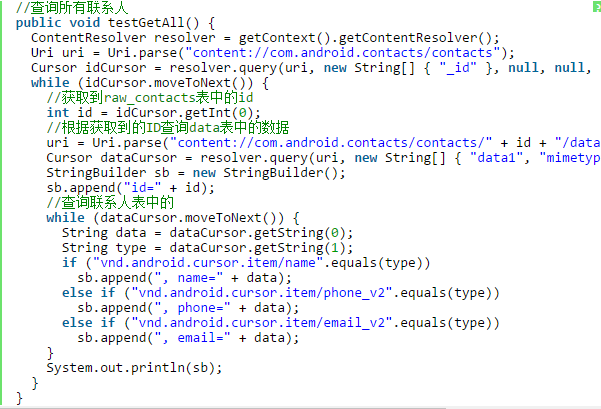 //查询所有联系人
public void testGetAll() {
  ContentResolver resolver = getContext().getContentResolver();
  Uri uri = Uri.parse("content://com.android.contacts/contacts");
  Cursor idCursor = resolver.query(uri, new String[] { "_id" }, null, null,
  while (idCursor.moveToNext()) {
    //获取到raw_contacts表中的id
    int id = idCursor.getInt(0);
    //根据获取到的ID查询data表中的数据
    uri = Uri.parse("content://com.android.contacts/contacts/" + id + "/data
    Cursor dataCursor = resolver.query(uri, new String[] { "data1", "mimetyp
    StringBuilder sb = new StringBuilder();
    sb.append("id=" + id);
    //查询联系人表中的
    while (dataCursor.moveToNext()) {
      String data = dataCursor.getString(0);
      String type = dataCursor.getString(1);
      if ("vnd.android.cursor.item/name".equals(type))
        sb.append(", name=" + data);
      else if ("vnd.android.cursor.item/phone_v2".equals(type))
        sb.append(", phone=" + data);
      else if ("vnd.android.cursor.item/email_v2".equals(type))
        sb.append(", email=" + data);
    }
    System.out.println(sb);
  }
}